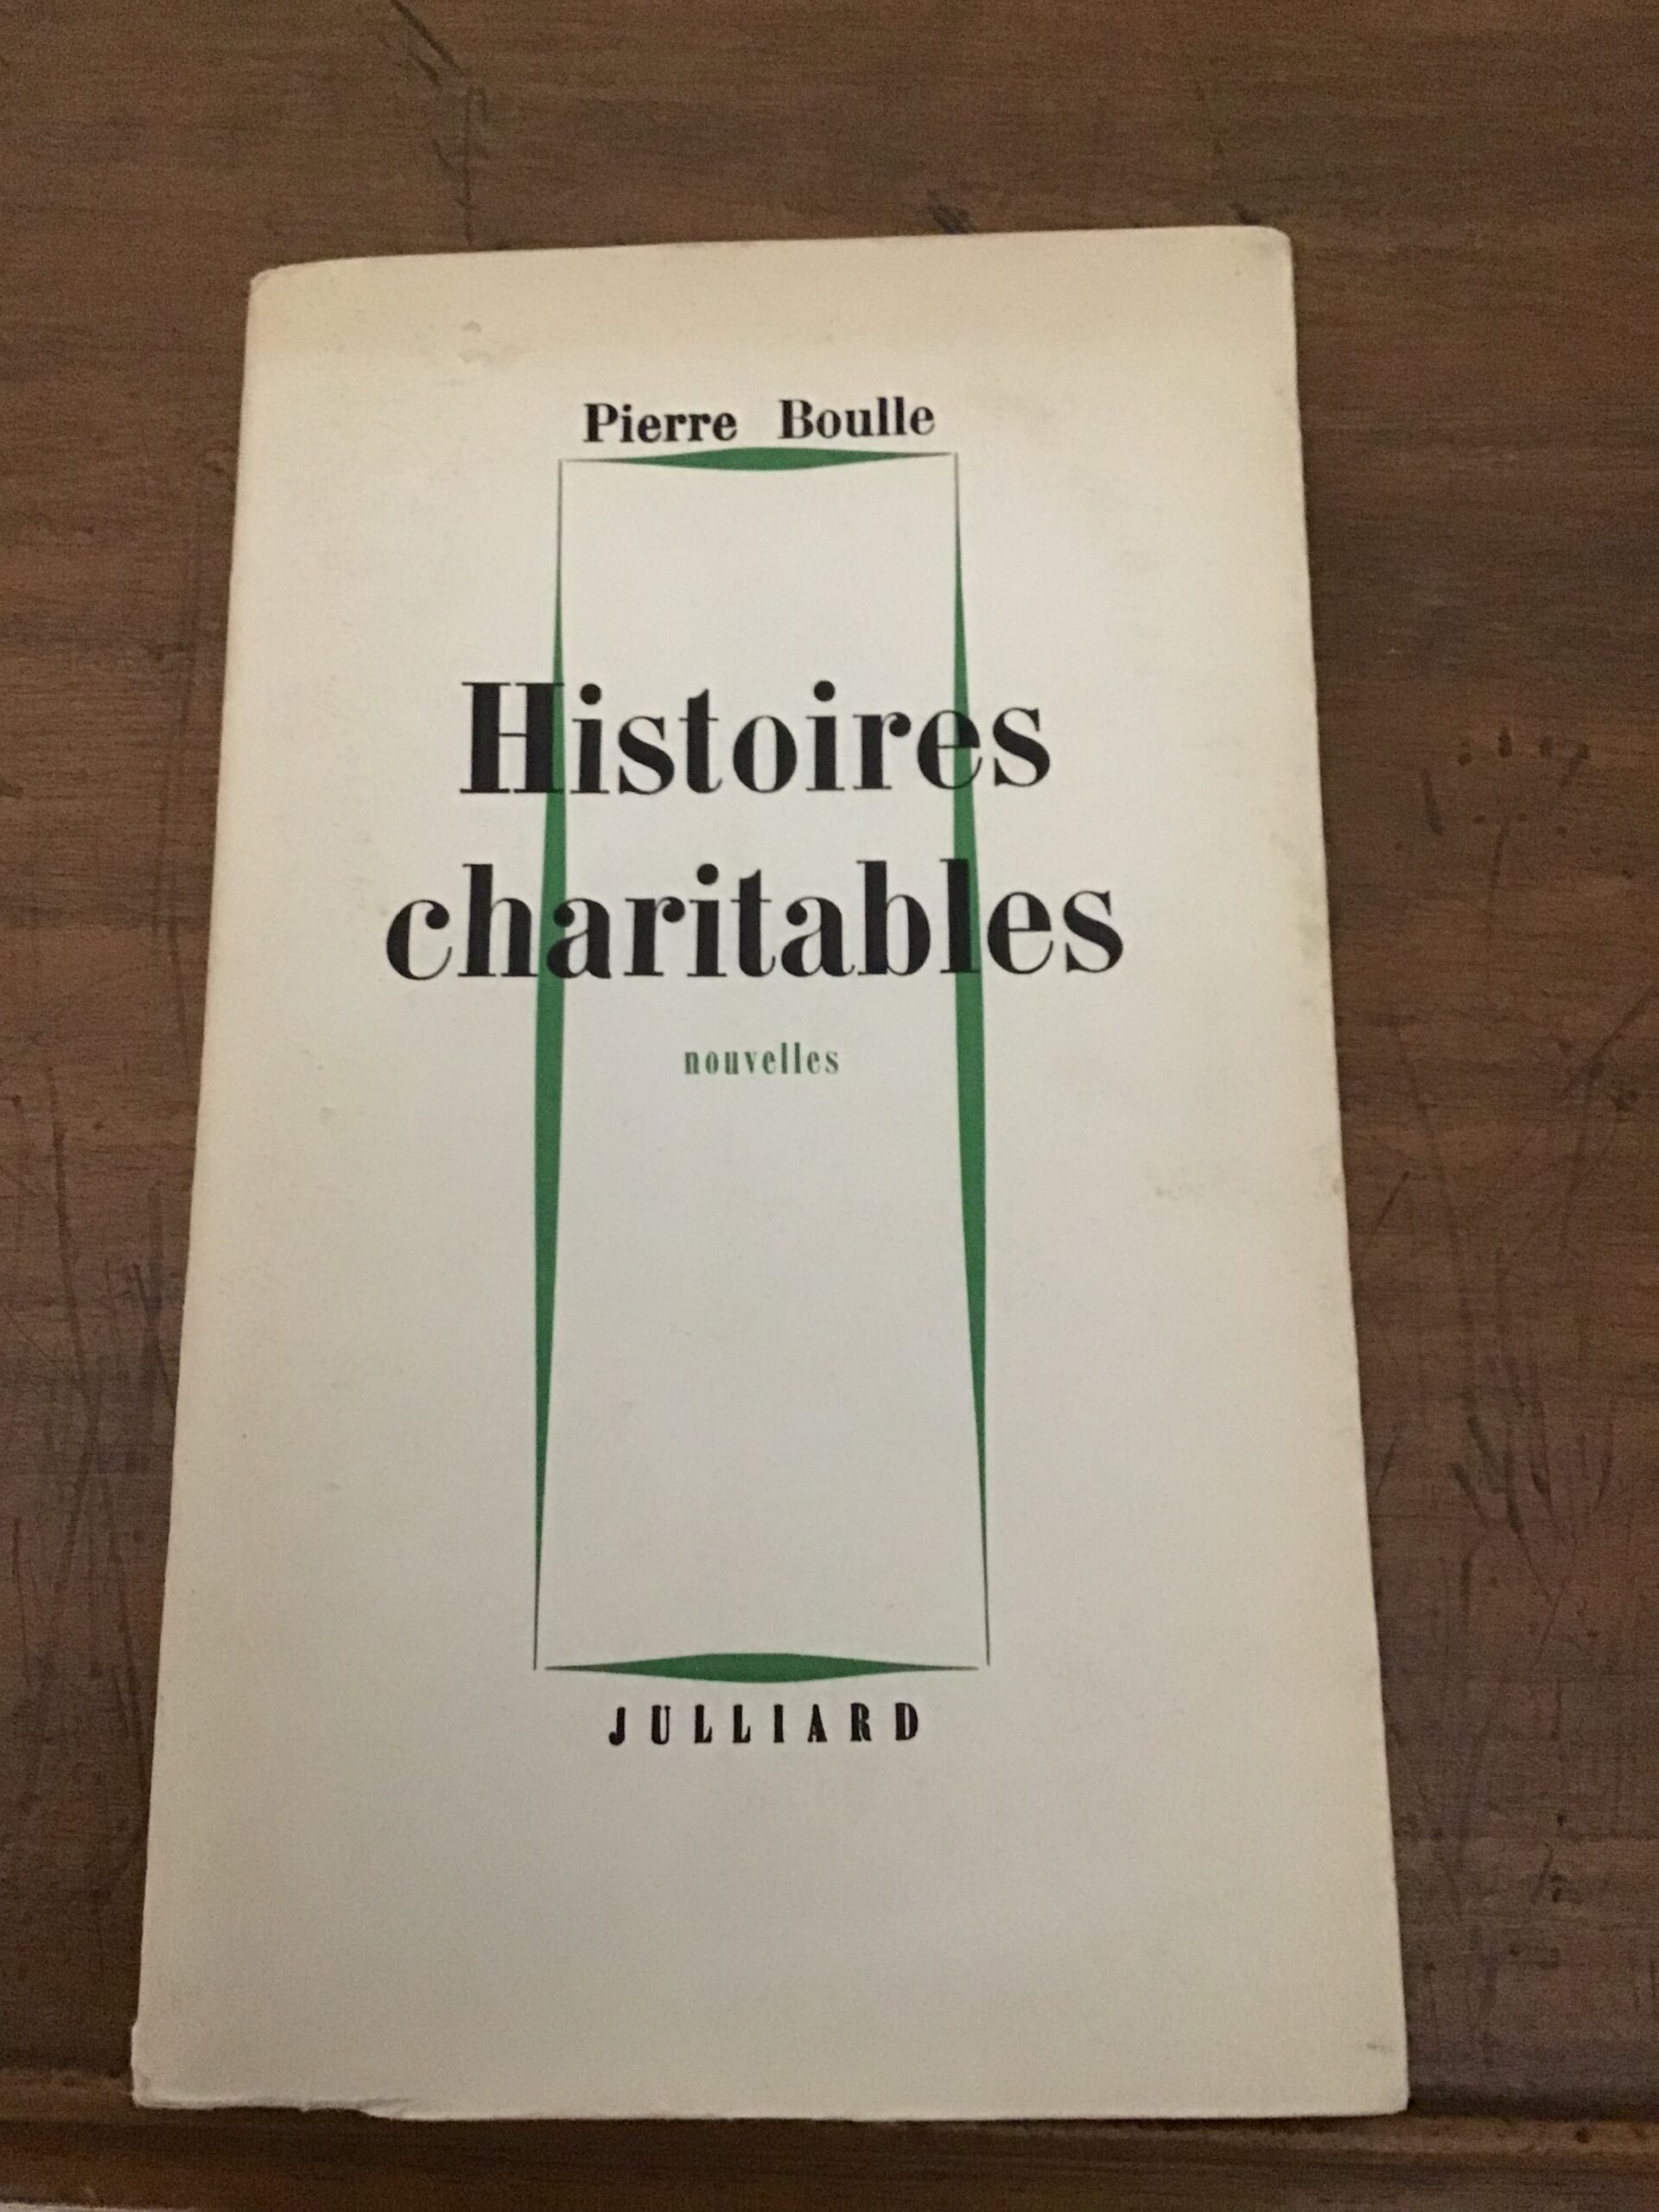 Pierre Boulle
Histoires
charitables
nouvelles
JULLIARD